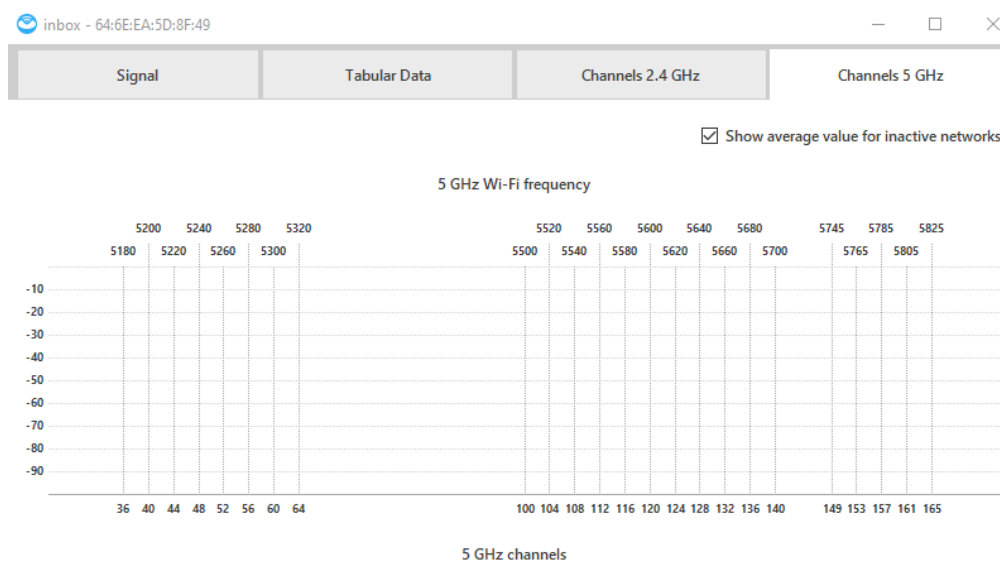 inbox - 64:6E:EA:5D:8F:49
Signal Tabular Data Channels 2.4 GHz Channels 5 GHz
Show average value for inactive networks
5 GHz Wi-Fi frequency
5200 5240 5280 5320 5520 5560 5600 5640 5680 5745 5785 5825
5180 5220 5260 5300 5500 5540 5580 5620 5660 5700 5765 5805
-10
-20
-30
-40
-50
-60
-70
-80
-90
36 40 44 48 52 56 60 64 100 104 108 112 116 120 124 128 132 136 140 149 153 157 161 165
5 GHz channels